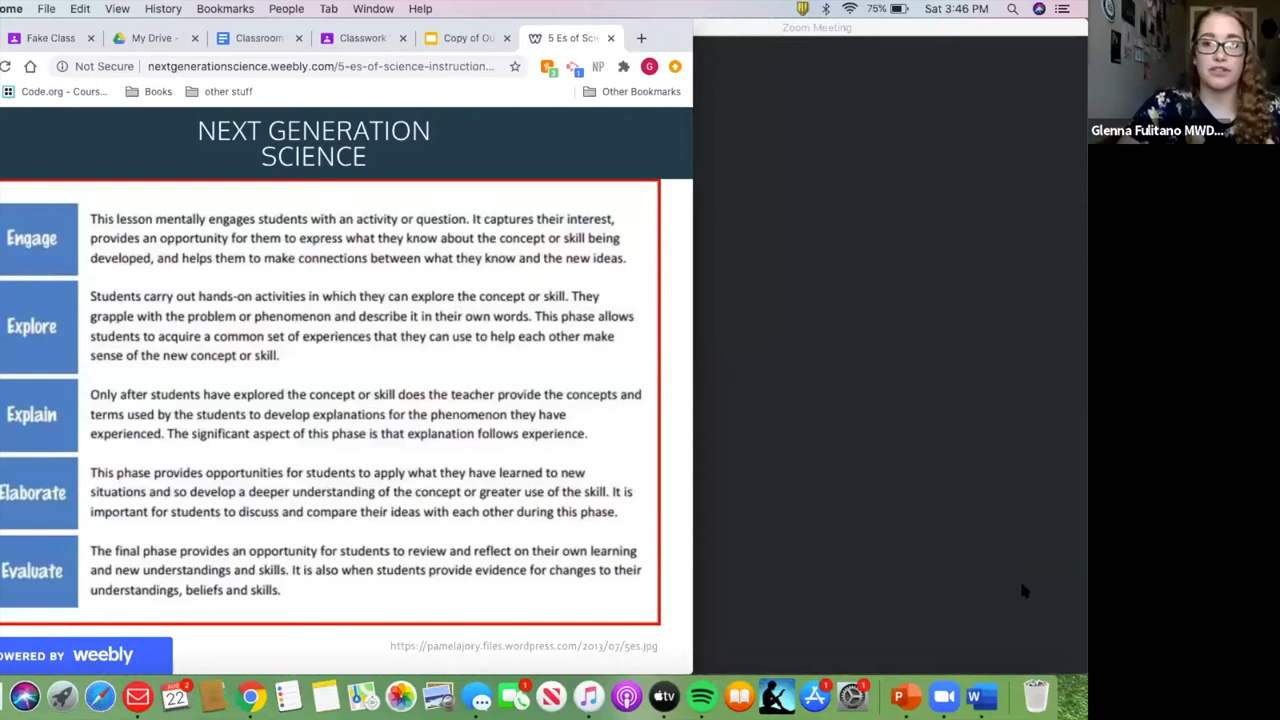 ome File Edit View History Bookmarks People Tab Window Help 75% Sat 3:46 PM
Fake Class My Drive - Classroom Classwork Copy of Ou 5 Es of Scie
Zoom Meeting
Not Secure nextgenerationscience.weebly.com/5-es-of-science-instruction... 3 1 NP G
Code.org - Cours... Books other stuff Other Bookmarks
Glenna Fulitano MWD...
NEXT GENERATION
SCIENCE
Engage
This lesson mentally engages students with an activity or question. It captures their interest,
provides an opportunity for them to express what they know about the concept or skill being
developed, and helps them to make connections between what they know and the new ideas.
Explore
Students carry out hands-on activities in which they can explore the concept or skill. They
grapple with the problem or phenomenon and describe it in their own words. This phase allows
students to acquire a common set of experiences that they can use to help each other make
sense of the new concept or skill.
Explain
Only after students have explored the concept or skill does the teacher provide the concepts and
terms used by the students to develop explanations for the phenomenon they have
experienced. The significant aspect of this phase is that explanation follows experience.
Elaborate
This phase provides opportunities for students to apply what they have learned to new
situations and so develop a deeper understanding of the concept or greater use of the skill. It is
important for students to discuss and compare their ideas with each other during this phase.
Evaluate
The final phase provides an opportunity for students to review and reflect on their own learning
and new understandings and skills. It is also when students provide evidence for changes to their
understandings, beliefs and skills.
https://pamelajory.files.wordpress.com/2013/07/5es.jpg
OWERED BY weebly
AUG 22 2 1 tv 1 1 P W